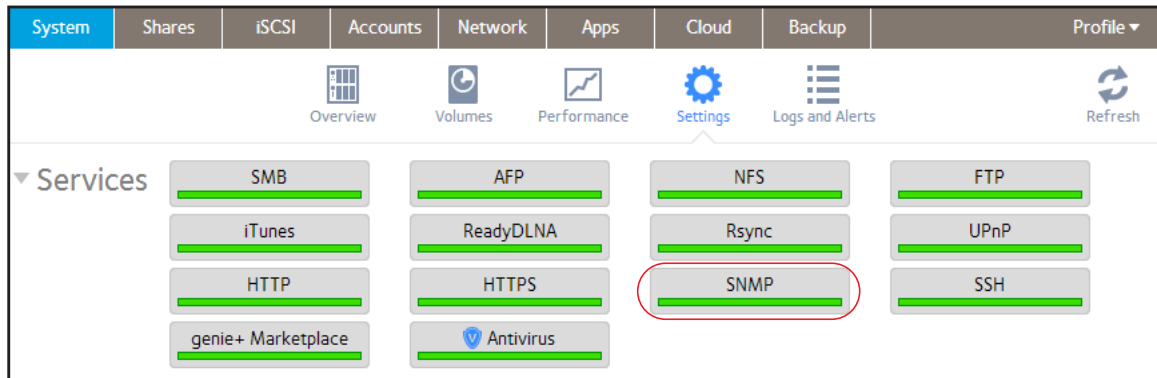 System Shares iSCSI Accounts Network Apps Cloud Backup Profile
Overview Volumes Performance Settings Logs and Alerts Refresh
Services
SMB AFP NFS FTP
iTunes ReadyDLNA Rsync UPnP
HTTP HTTPS SNMP SSH
genie+ Marketplace V Antivirus